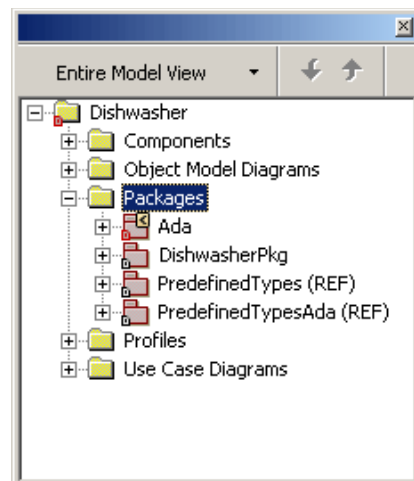 Entire Model View
Dishwasher
Components
Object Model Diagrams
Packages
Ada
DishwasherPkg
PredefinedTypes (REF)
PredefinedTypesAda (REF)
Profiles
Use Case Diagrams